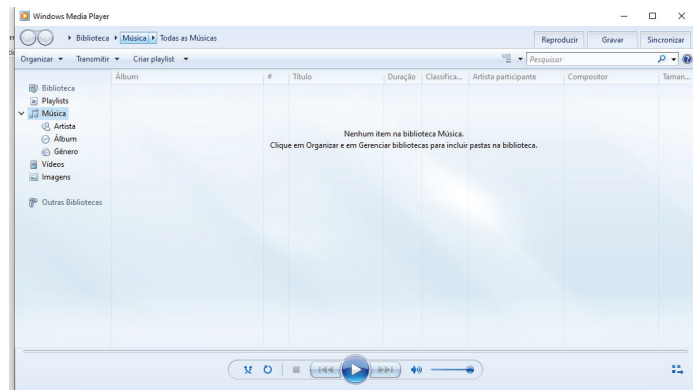 Windows Media Player
Biblioteca Música Todas as Músicas
Reproduzir Gravar Sincronizar
Organizar Transmitir Criar playlist
Pesquisar
Álbum # Título Duração Classifica... Artista participante Compositor Taman...
Biblioteca
Playlists
Música
Artista
Álbum
Gênero
Vídeos
Imagens
Outras Bibliotecas
Nenhum item na biblioteca Música.
Clique em Organizar e em Gerenciar bibliotecas para incluir pastas na biblioteca.